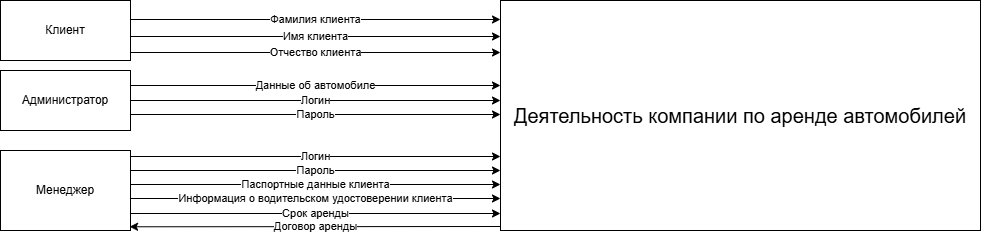 Клиент
Фамилия клиента
Имя клиента
Отчество клиента
Администратор
Данные об автомобиле
Логин
Пароль
Деятельность компании по аренде автомобилей
Менеджер
Логин
Пароль
Паспортные данные клиента
Информация о водительском удостоверении клиента
Срок аренды
Договор аренды